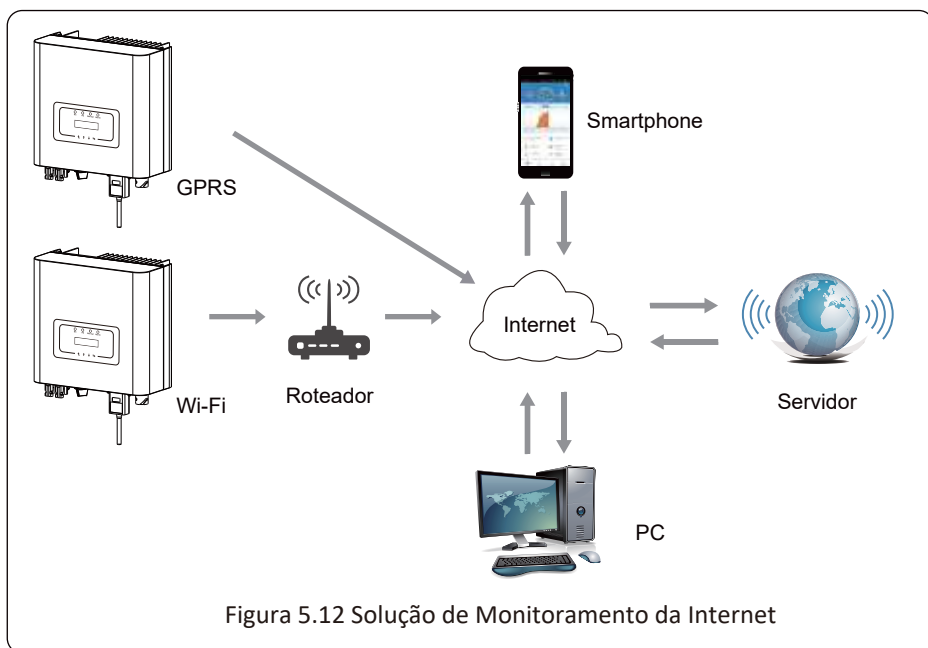 Smartphone
GPRS
Internet
Wi-Fi
Roteador
Servidor
PC
Figura 5.12 Solução de Monitoramento da Internet